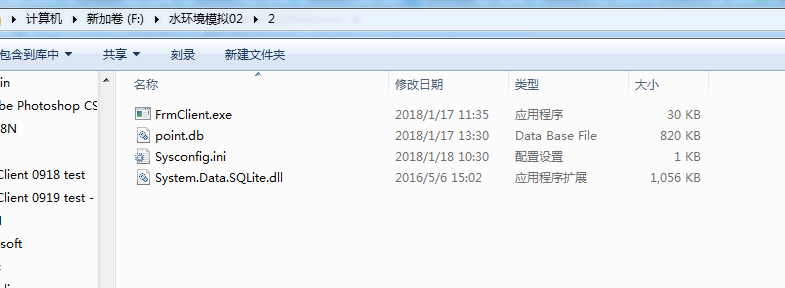 计算机 新加卷 (F:) 水环境模拟02 2
包含到库中 共享 刻录 新建文件夹
名称 修改日期 类型 大小
FrmClient.exe 2018/1/17 11:35 应用程序 30 KB
point.db 2018/1/17 13:30 Data Base File 820 KB
Sysconfig.ini 2018/1/18 10:30 配置设置 1 KB
System.Data.SQLite.dll 2016/5/6 15:02 应用程序扩展 1,056 KB
in
be Photoshop CS
8N
Client 0918 test
Client 0919 test -
soft